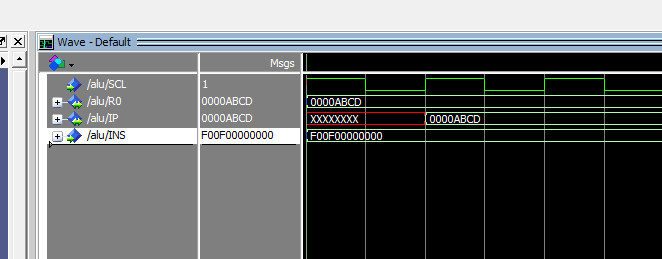 Wave - Default
Msgs
/alu/SCL 1
/alu/R0 0000ABCD 0000ABCD
/alu/IP 0000ABCD XXXXXXXX 0000ABCD
/alu/INS F00F00000000 F00F00000000